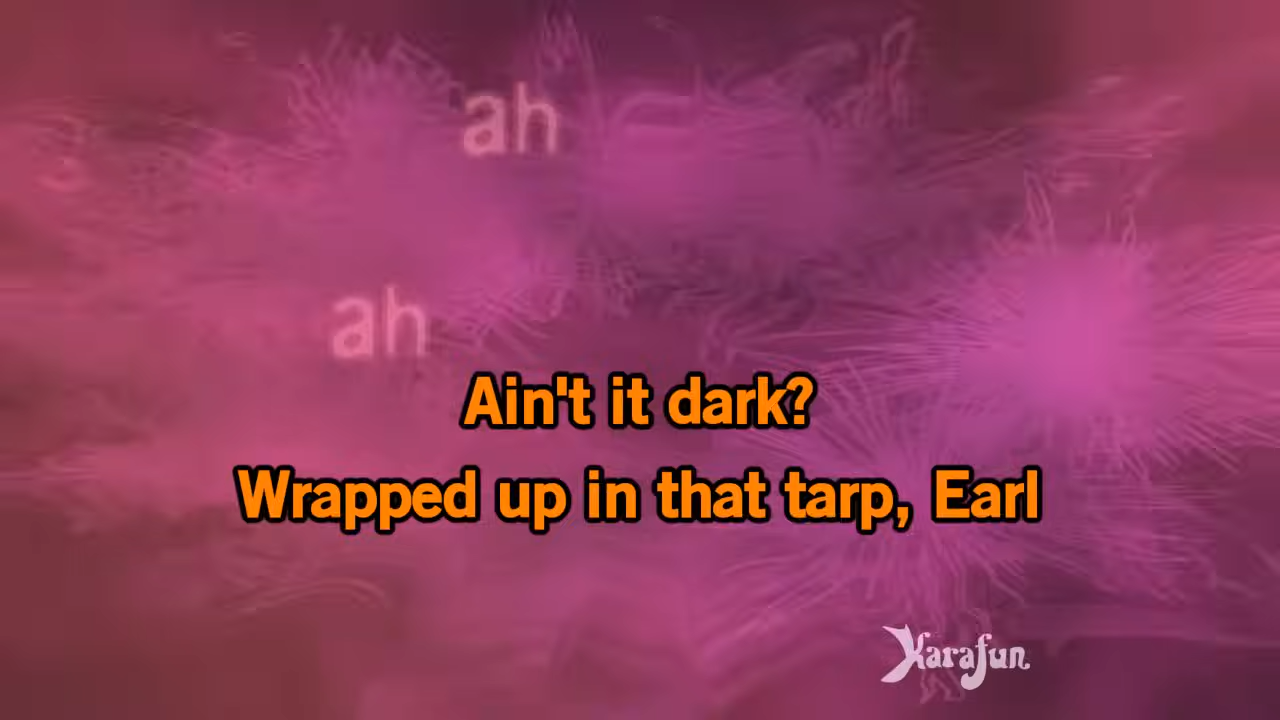 ah
ah
Ain't it dark?
Wrapped up in that tarp, Earl
Karafun